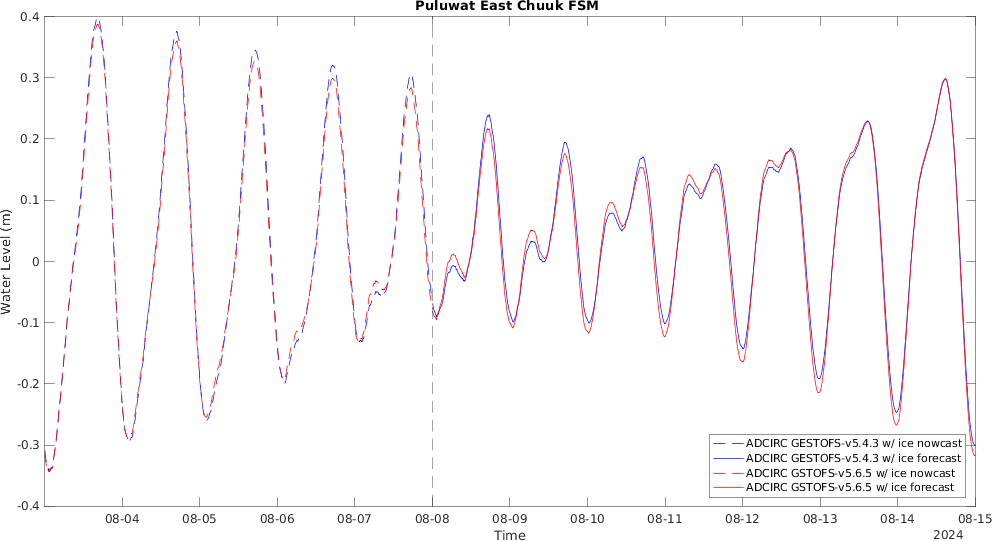 Puluwat East Chuuk FSM
0.4
0.3
0.2
0.1
0
-0.1
-0.2
-0.3
-0.4
Water Level (m)
08-04 08-05 08-06 08-07 08-08 08-09 08-10 08-11 08-12 08-13 08-14 08-15
Time
2024
ADCIRC GESTOFS-v5.4.3 w/ ice nowcast
ADCIRC GESTOFS-v5.4.3 w/ ice forecast
ADCIRC GSTOFS-v5.6.5 w/ ice nowcast
ADCIRC GSTOFS-v5.6.5 w/ ice forecast